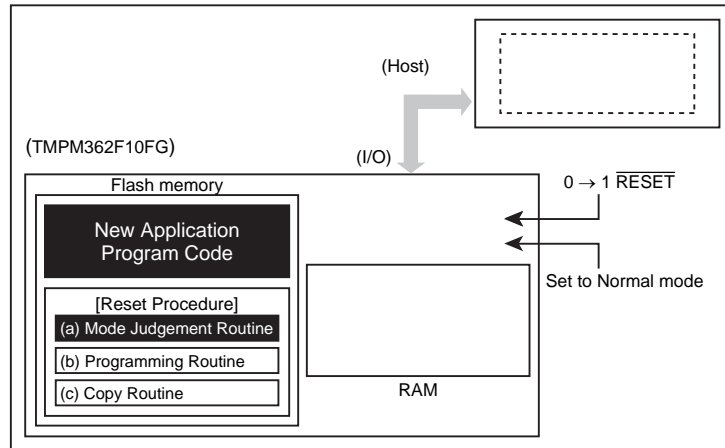 (Host)
(TMPM362F10FG)
(I/O)
Flash memory
0 → 1 RESET
New Application
Program Code
Set to Normal mode
[Reset Procedure]
(a) Mode Judgement Routine
(b) Programming Routine
(c) Copy Routine
RAM